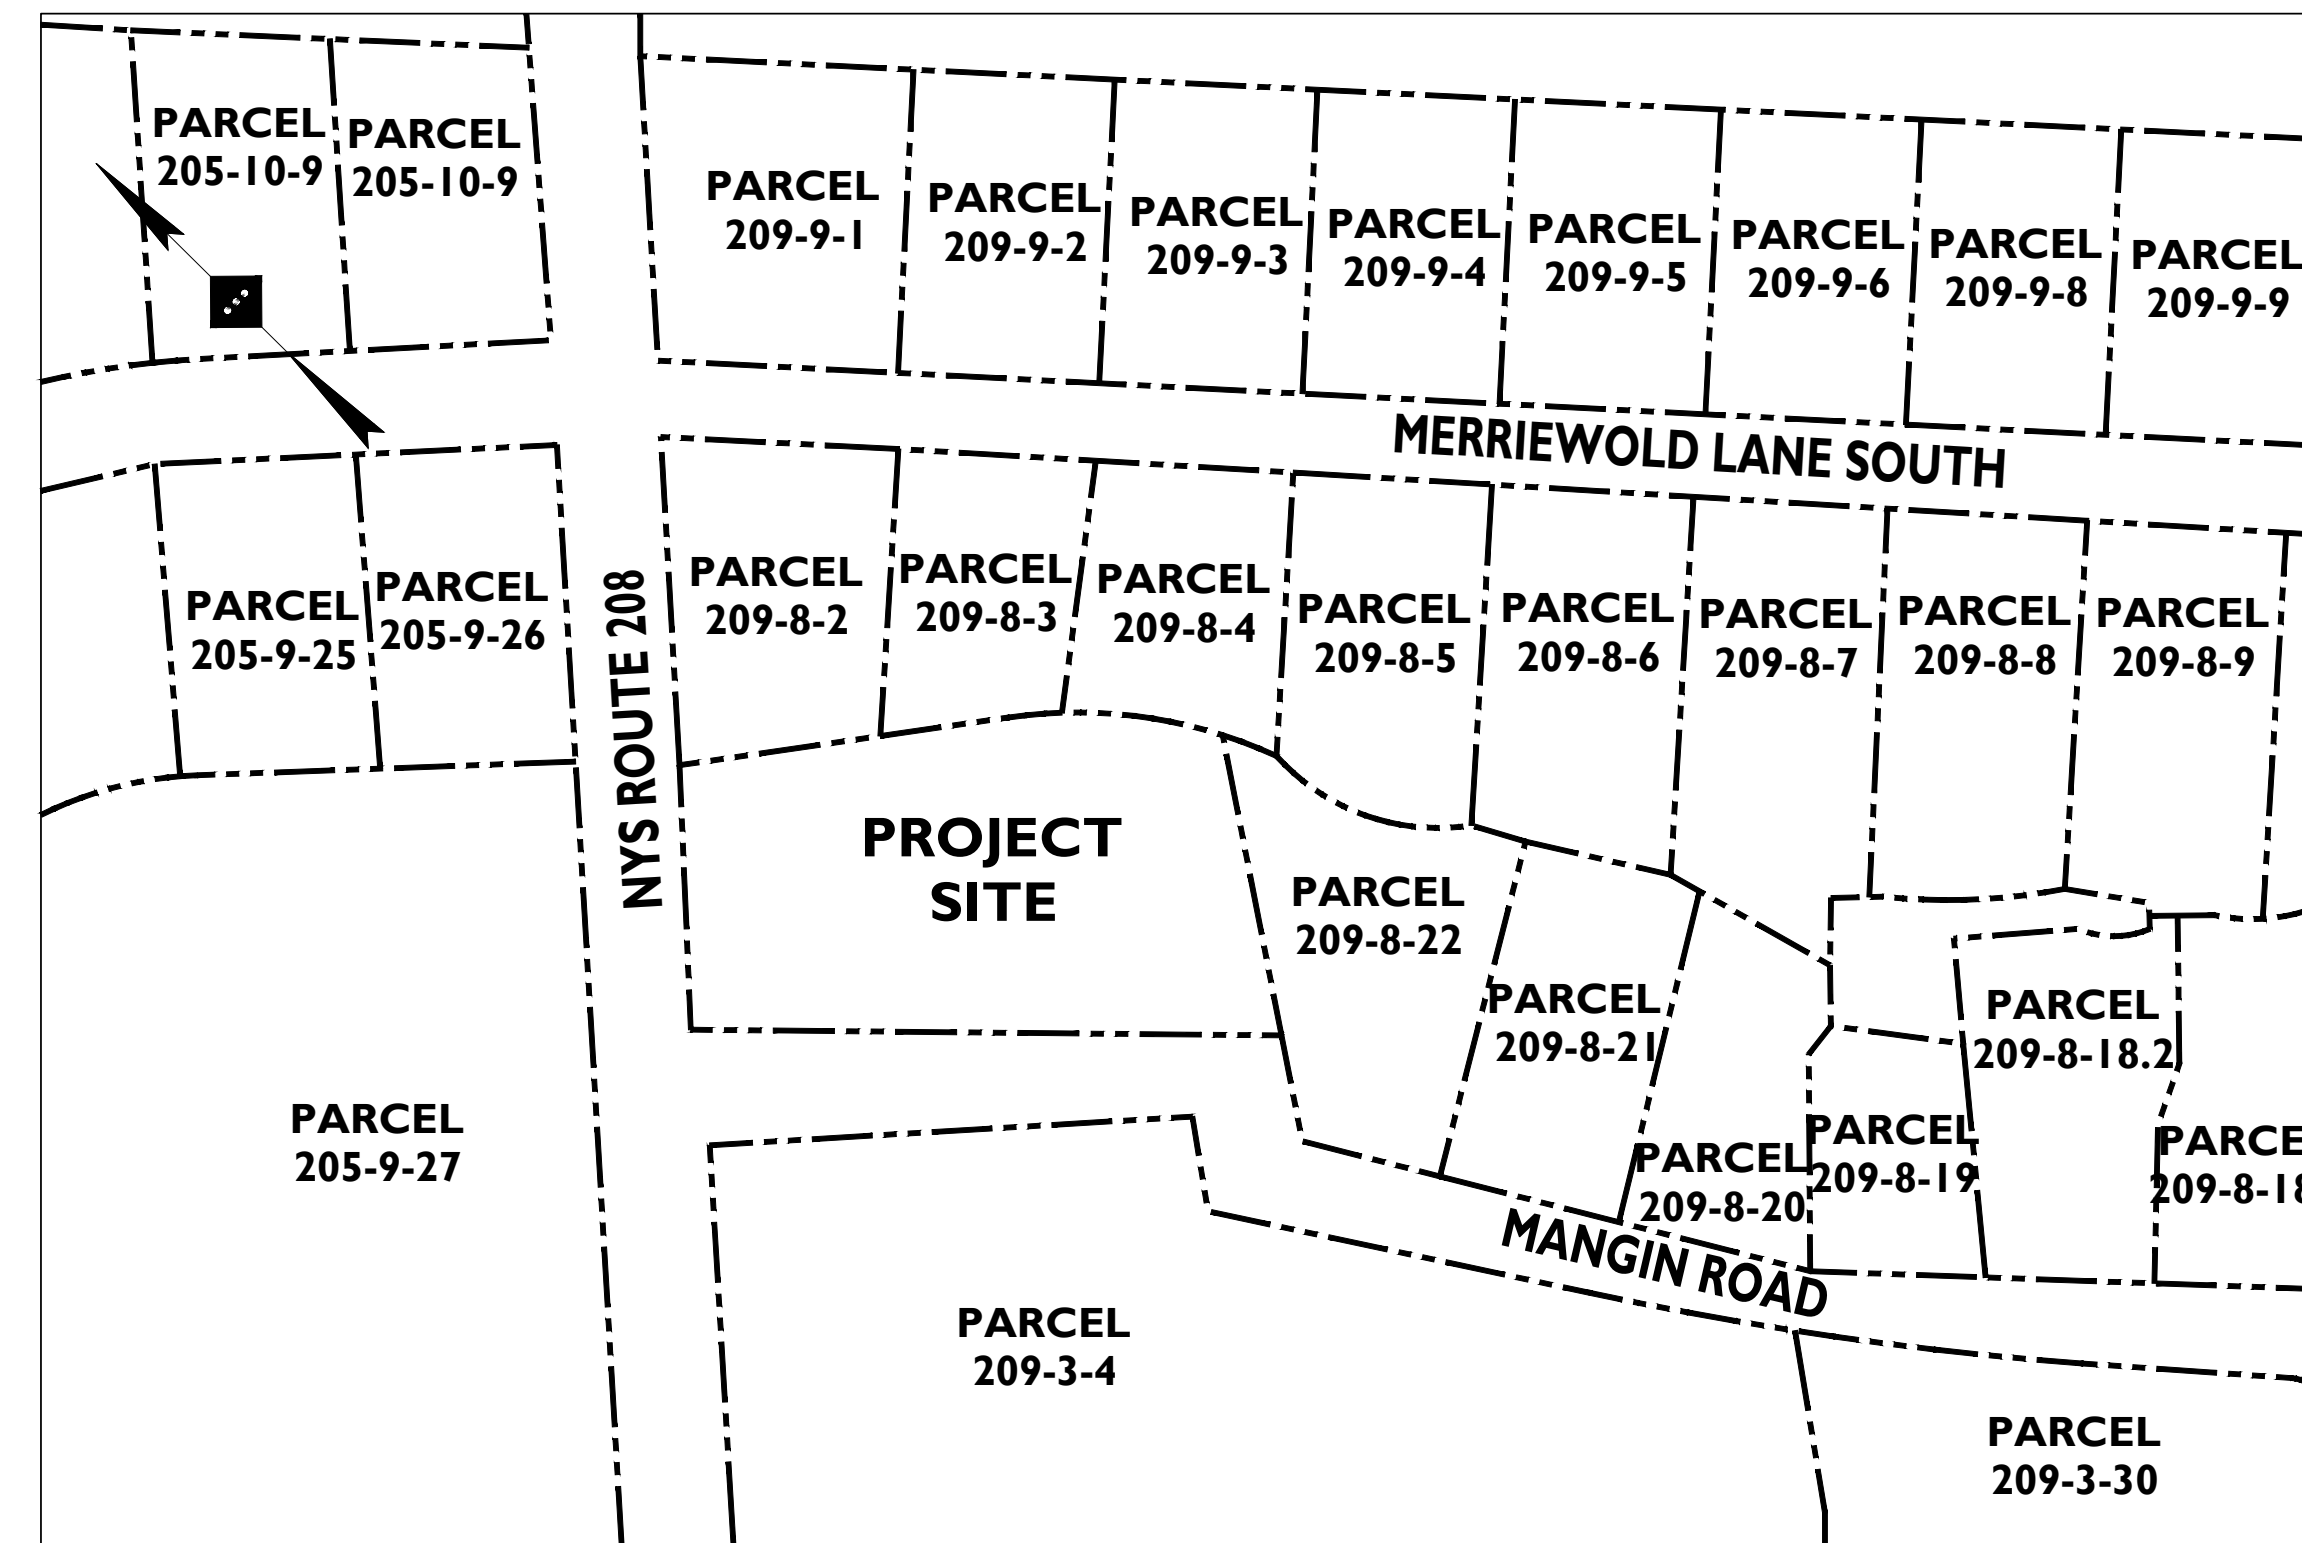 PARCEL
205-10-9
PARCEL
205-10-9
PARCEL
209-9-1
PARCEL
209-9-2
PARCEL
209-9-3
PARCEL
209-9-4
PARCEL
209-9-5
PARCEL
209-9-6
PARCEL
209-9-8
PARCEL
209-9-9
MERRIEWOLD LANE SOUTH
PARCEL
205-9-25
PARCEL
205-9-26
NYS ROUTE 208
PARCEL
209-8-2
PARCEL
209-8-3
PARCEL
209-8-4
PARCEL
209-8-5
PARCEL
209-8-6
PARCEL
209-8-7
PARCEL
209-8-8
PARCEL
209-8-9
PROJECT
SITE
PARCEL
209-8-22
PARCEL
209-8-21
PARCEL
209-8-20
PARCEL
209-8-19
PARCEL
209-8-18.2
PARCE
209-8-18
MANGIN ROAD
PARCEL
205-9-27
PARCEL
209-3-4
PARCEL
209-3-30